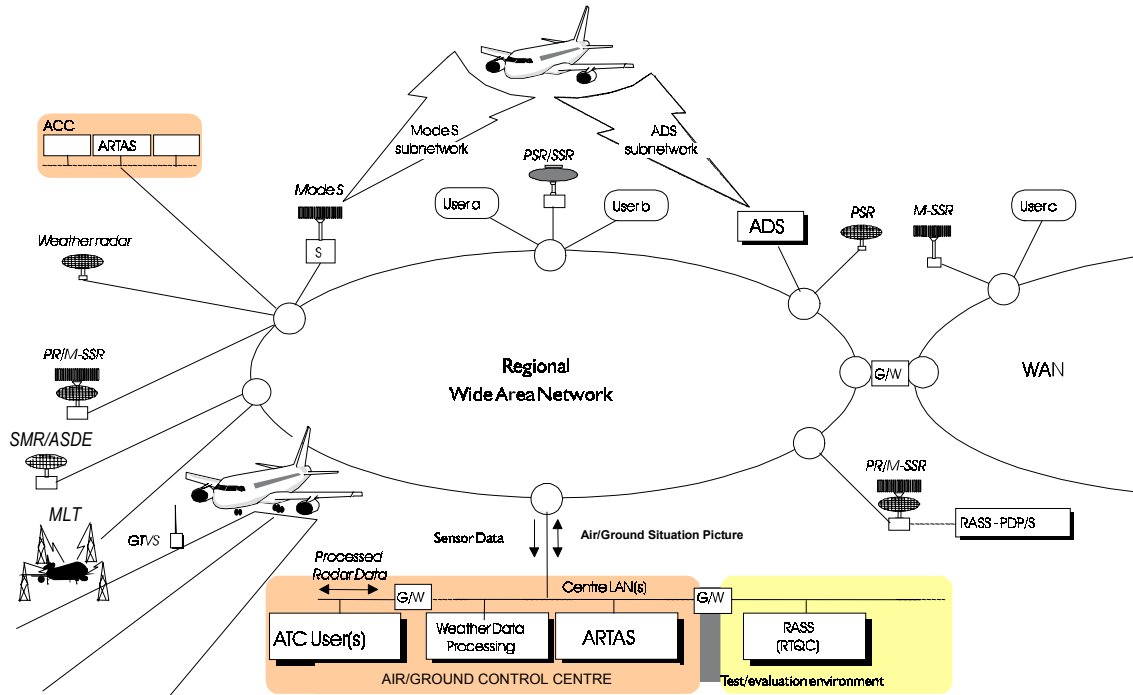 ACC
ARTAS
Mode S
subnetwork
ADS
subnetwork
PSR/SSR
User a
User b
Mode S
S
Weather radar
ADS
PSR
M-SSR
User c
PR/M-SSR
Regional
Wide Area Network
G/W
WAN
SMR/ASDE
MLT
GTVS
PR/M-SSR
RASS - PDP/S
Sensor Data
Air/Ground Situation Picture
Processed
Radar Data
G/W
Centre LAN(s)
G/W
ATC User(s)
Weather Data
Processing
ARTAS
RASS
(RTQC)
AIR/GROUND CONTROL CENTRE
Test/evaluation environment